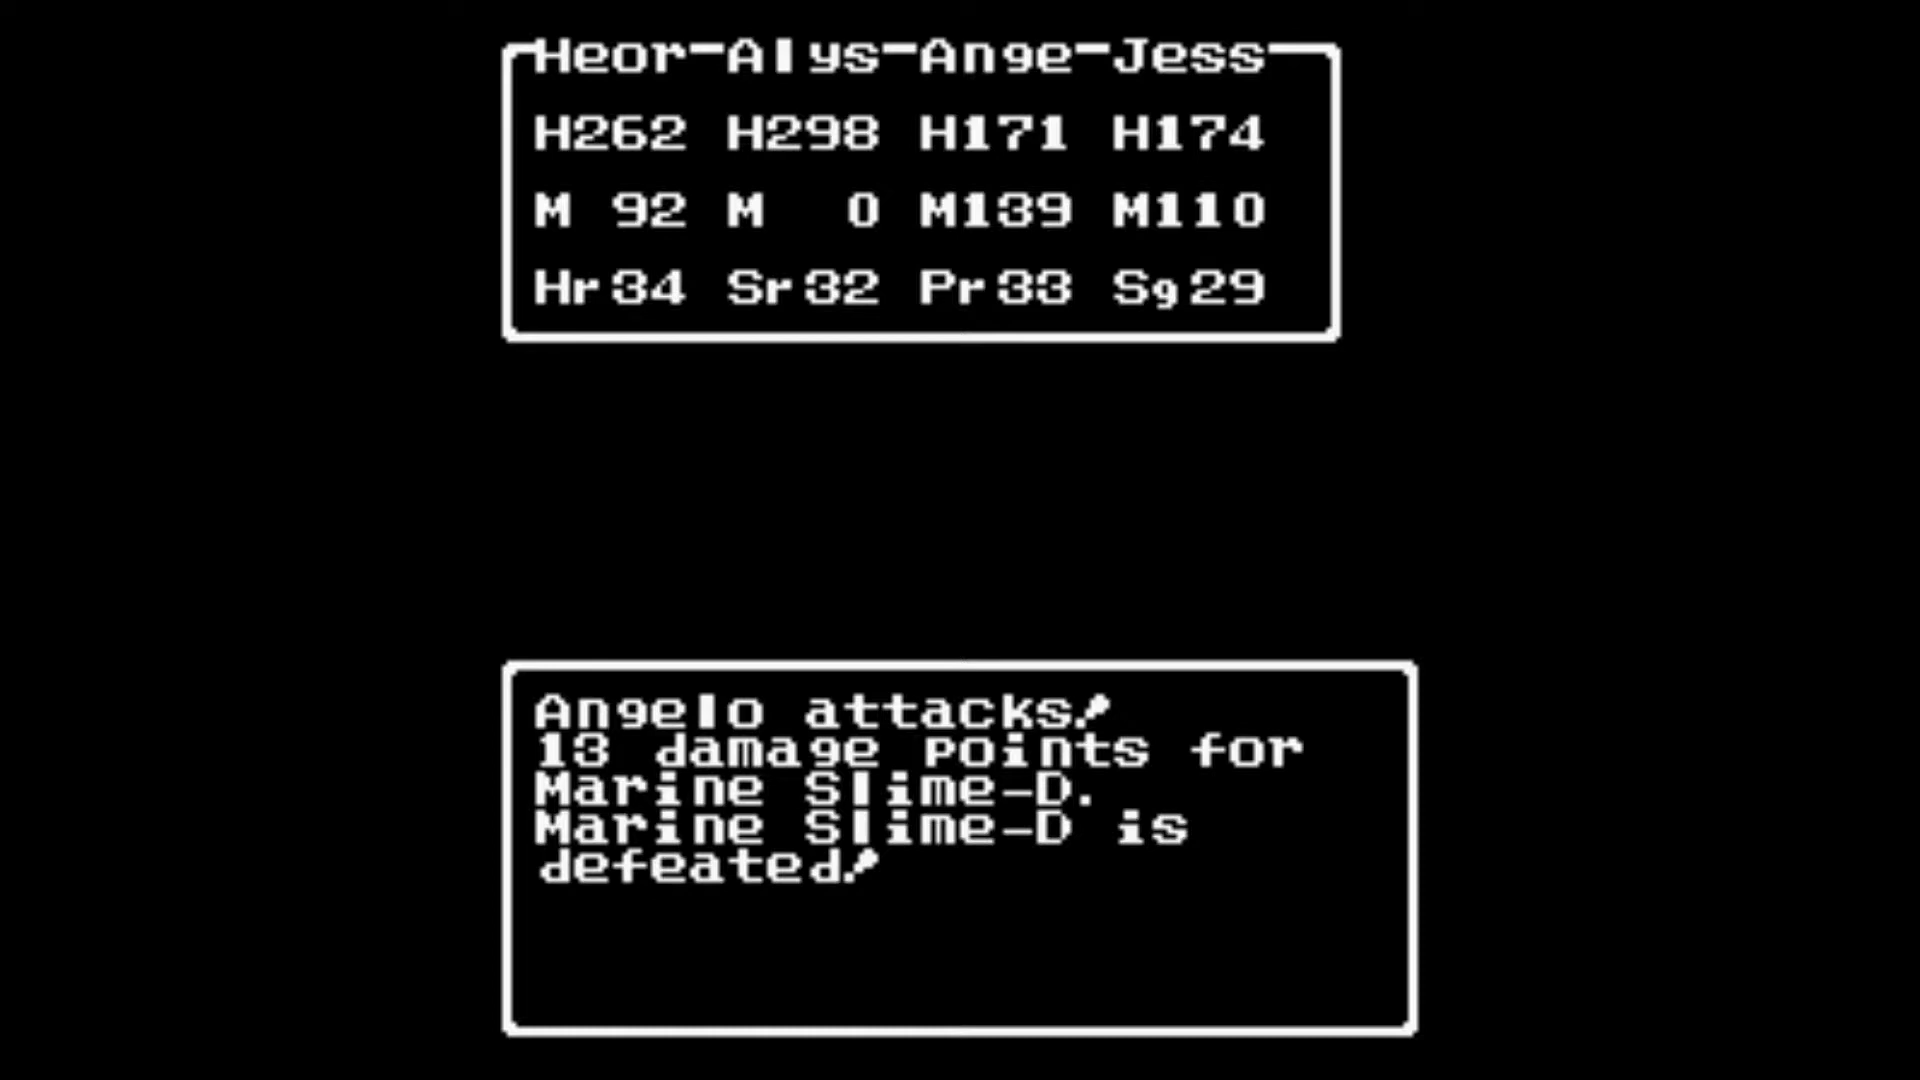 Heor Alys Ange Jess
H262 H298 H171 H174
M 92 M 0 M139 M110
Hr34 Sr32 Pr33 Sg29
Angelo attacks!
13 damage points for
Marine Slime-D.
Marine Slime-D is
defeated!